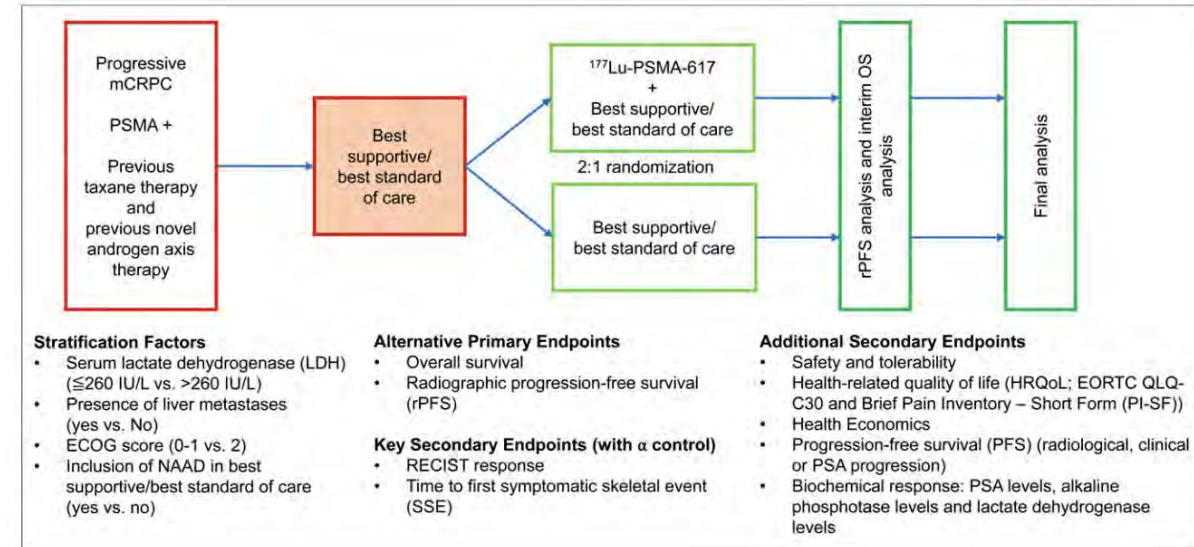 Progressive
mCRPC
PSMA +
Previous
taxane therapy
and
previous novel
androgen axis
therapy
Best
supportive/
best standard
of care
¹⁷⁷Lu-PSMA-617
+
Best supportive/
best standard of care
2:1 randomization
Best supportive/
best standard of care
rPFS analysis and interim OS
analysis
Final analysis
Stratification Factors
• Serum lactate dehydrogenase (LDH)
(≦260 IU/L vs. >260 IU/L)
• Presence of liver metastases
(yes vs. No)
• ECOG score (0-1 vs. 2)
• Inclusion of NAAD in best
supportive/best standard of care
(yes vs. no)
Alternative Primary Endpoints
• Overall survival
• Radiographic progression-free survival
(rPFS)
Key Secondary Endpoints (with α control)
• RECIST response
• Time to first symptomatic skeletal event
(SSE)
Additional Secondary Endpoints
• Safety and tolerability
• Health-related quality of life (HRQoL; EORTC QLQ-
C30 and Brief Pain Inventory – Short Form (PI-SF))
• Health Economics
• Progression-free survival (PFS) (radiological, clinical
or PSA progression)
• Biochemical response: PSA levels, alkaline
phosphotase levels and lactate dehydrogenase
levels